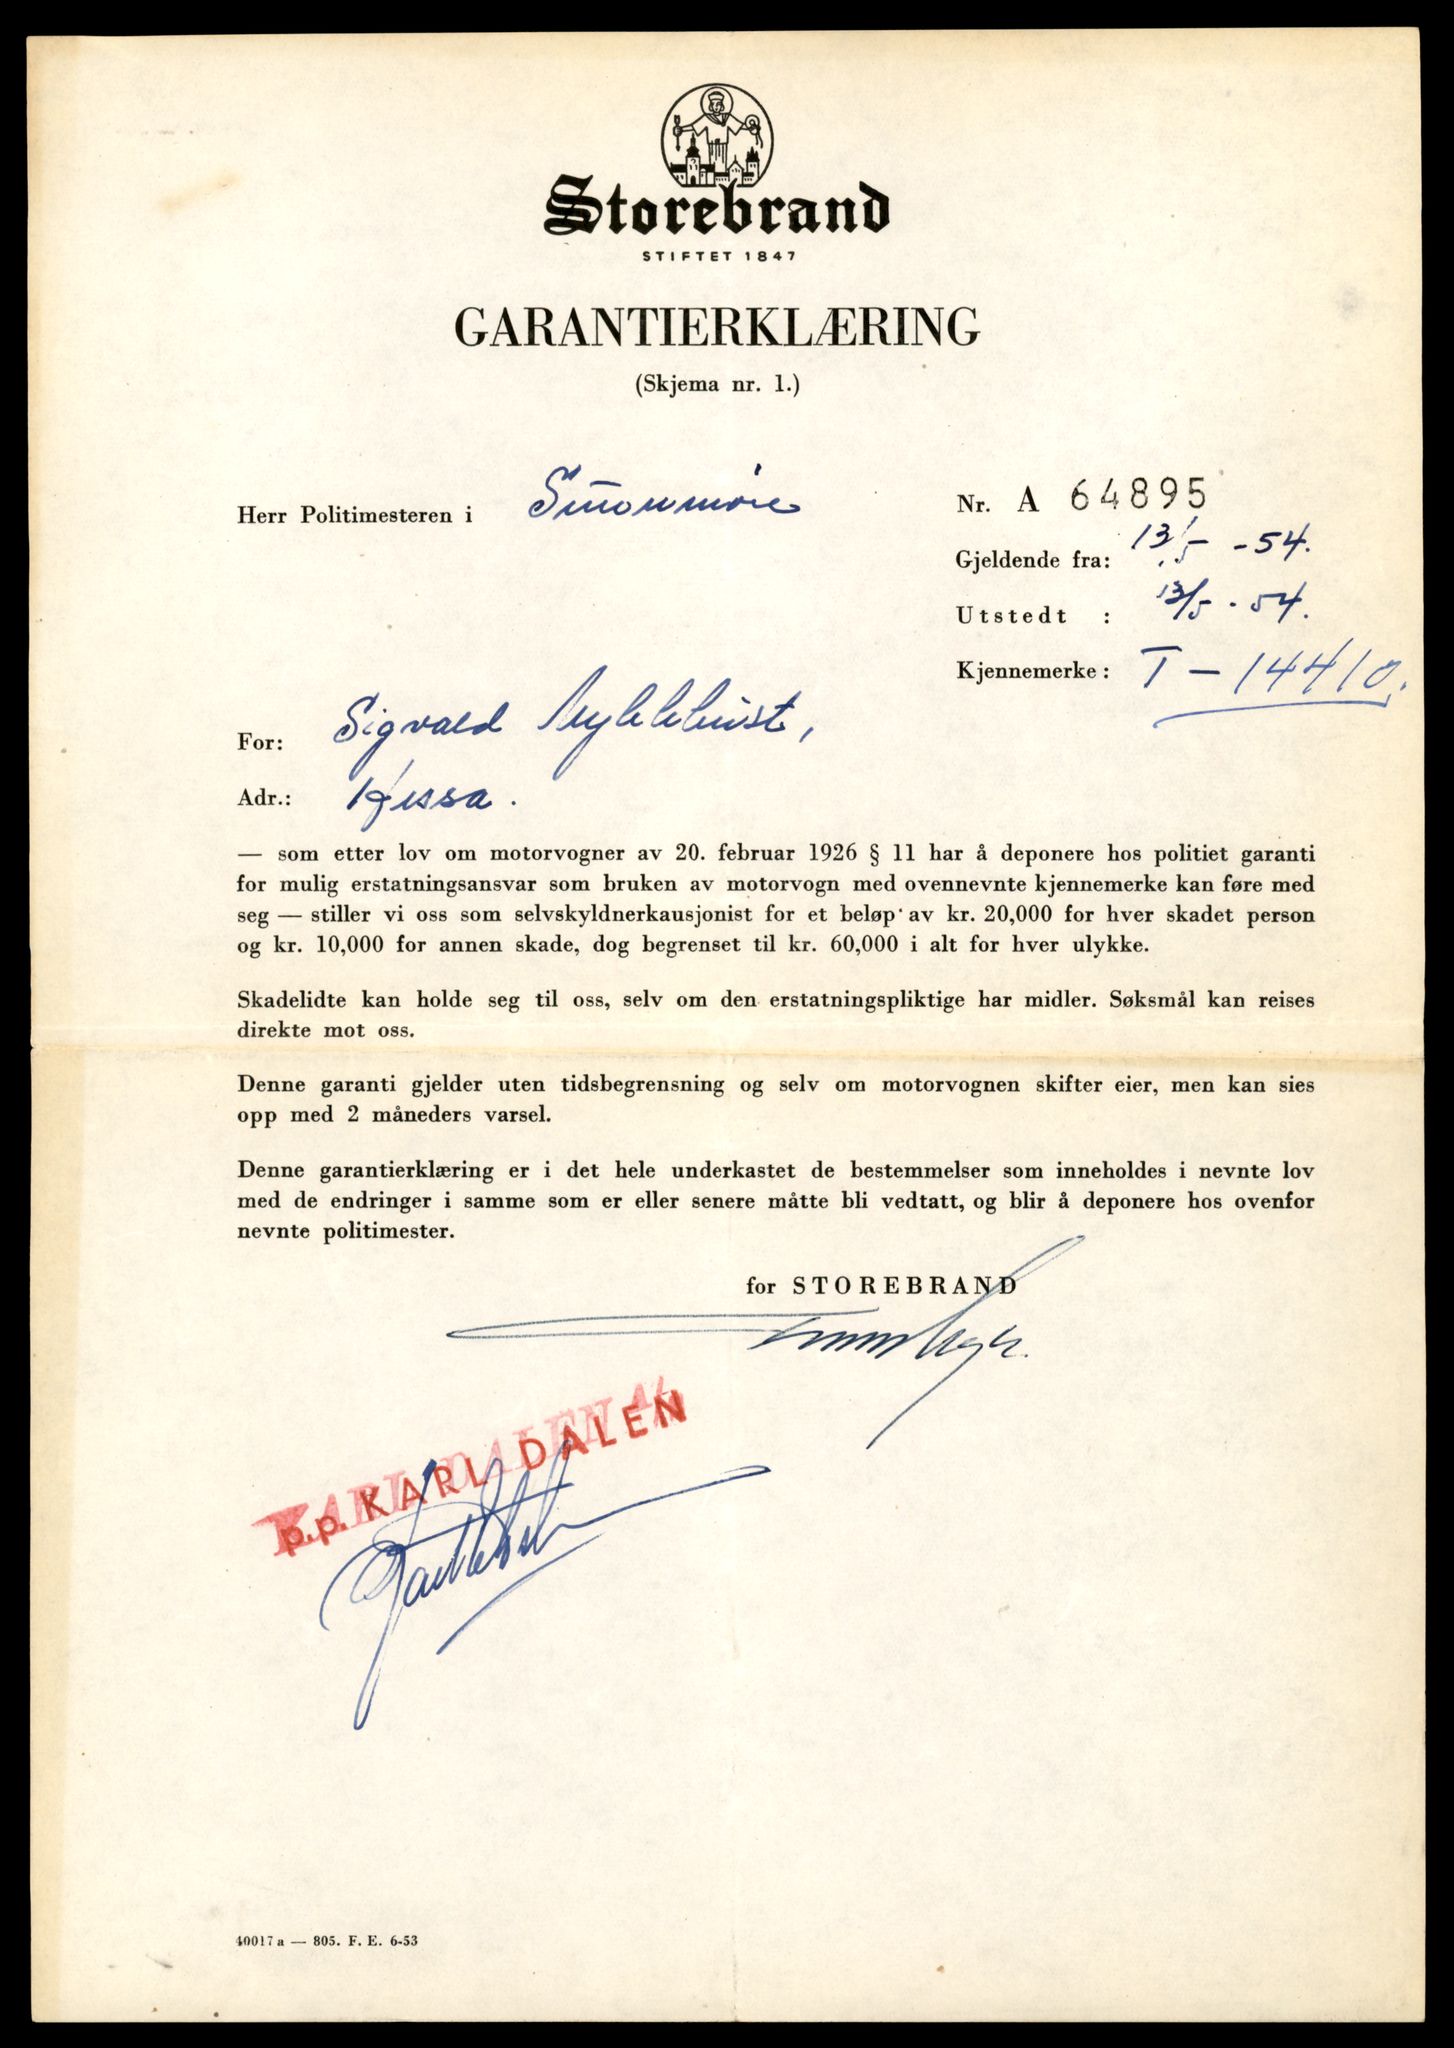 Storebrand
STIFTET 1847
GARANTIERKLÆRING
(Skjema nr. 1.)
Herr Politimesteren i Sunnmøre
Nr. A 64895
Gjeldende fra: 13/5 - 54.
Utstedt : 13/5 - 54.
Kjennemerke: T - 14410.
For: Sigvald Myklebust,
Adr.: Hessa.
— som etter lov om motorvogner av 20. februar 1926 § 11 har å deponere hos politiet garanti
for mulig erstatningsansvar som bruken av motorvogn med ovennevnte kjennemerke kan føre med
seg — stiller vi oss som selvskyldnerkausjonist for et beløp av kr. 20,000 for hver skadet person
og kr. 10,000 for annen skade, dog begrenset til kr. 60,000 i alt for hver ulykke.
Skadelidte kan holde seg til oss, selv om den erstatningspliktige har midler. Søksmål kan reises
direkte mot oss.
Denne garanti gjelder uten tidsbegrensning og selv om motorvognen skifter eier, men kan sies
opp med 2 måneders varsel.
Denne garantierklæring er i det hele underkastet de bestemmelser som inneholdes i nevnte lov
med de endringer i samme som er eller senere måtte bli vedtatt, og blir å deponere hos ovenfor
nevnte politimester.
for STOREBRAND
KARL DALEN A/S
p.p. KARL DALEN
40017a — 805. F. E. 6-53